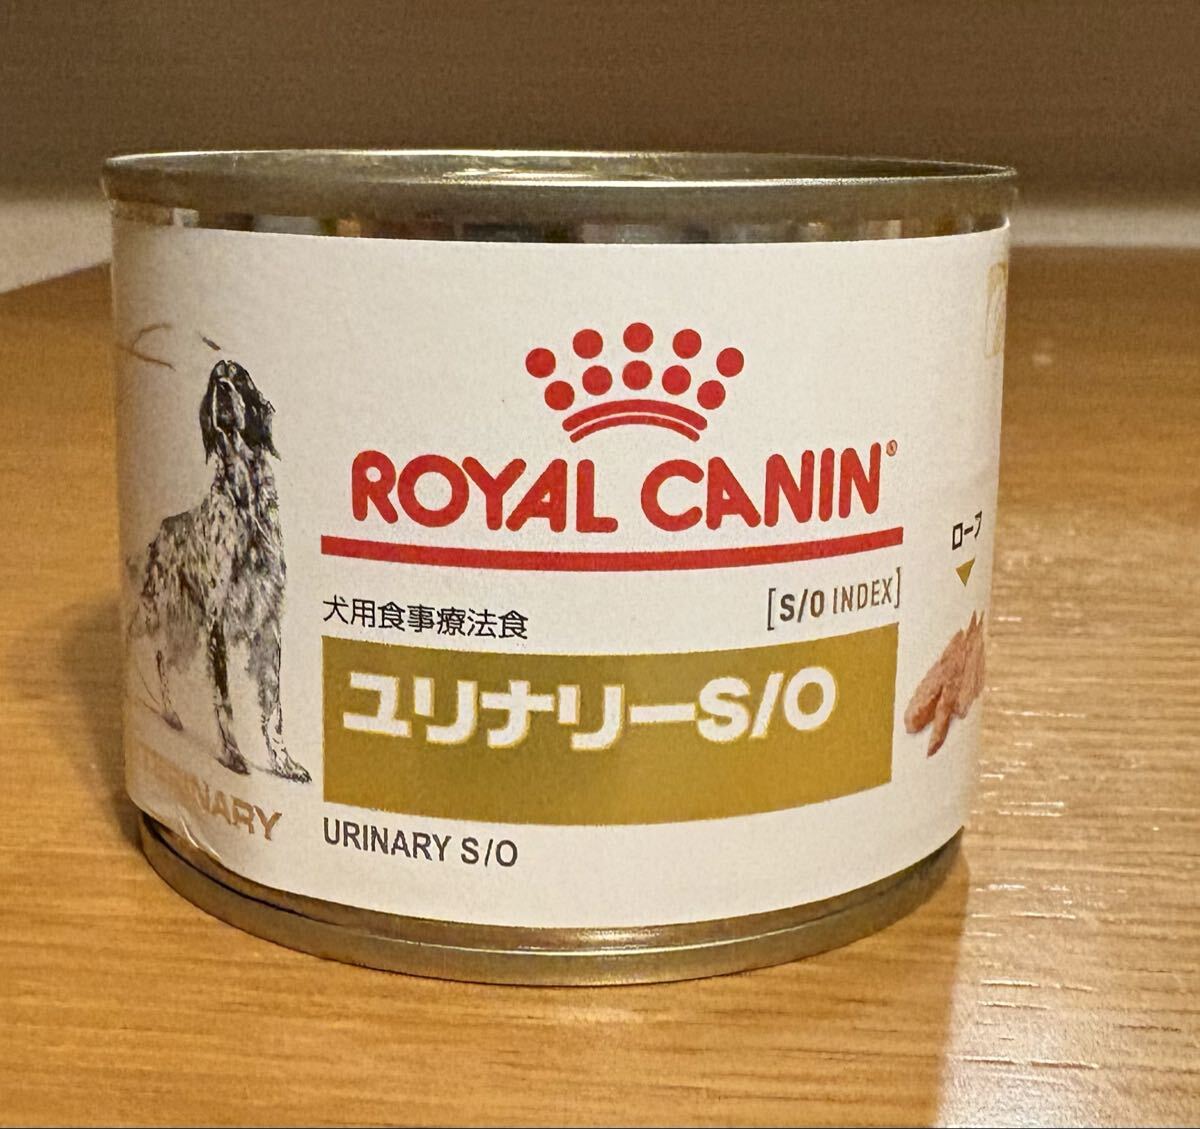 ROYAL CANIN®
[S/O INDEX]
犬用食事療法食
ユリナリーS/O
URINARY S/O
ローフ